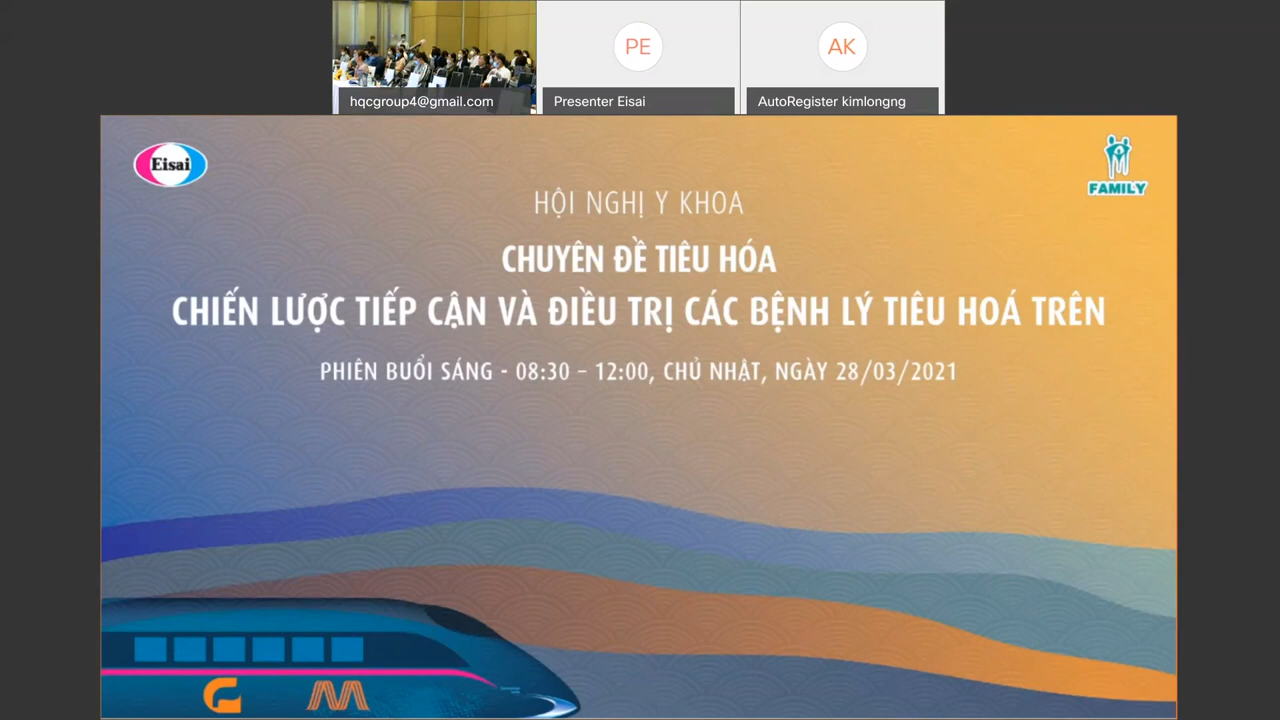 PE
AK
hqcgroup4@gmail.com
Presenter Eisai
AutoRegister kimlongng
Eisai
FAMILY
HỘI NGHỊ Y KHOA
CHUYÊN ĐỀ TIÊU HÓA
CHIẾN LƯỢC TIẾP CẬN VÀ ĐIỀU TRỊ CÁC BỆNH LÝ TIÊU HOÁ TRÊN
PHIÊN BUỔI SÁNG - 08:30 – 12:00, CHỦ NHẬT, NGÀY 28/03/2021